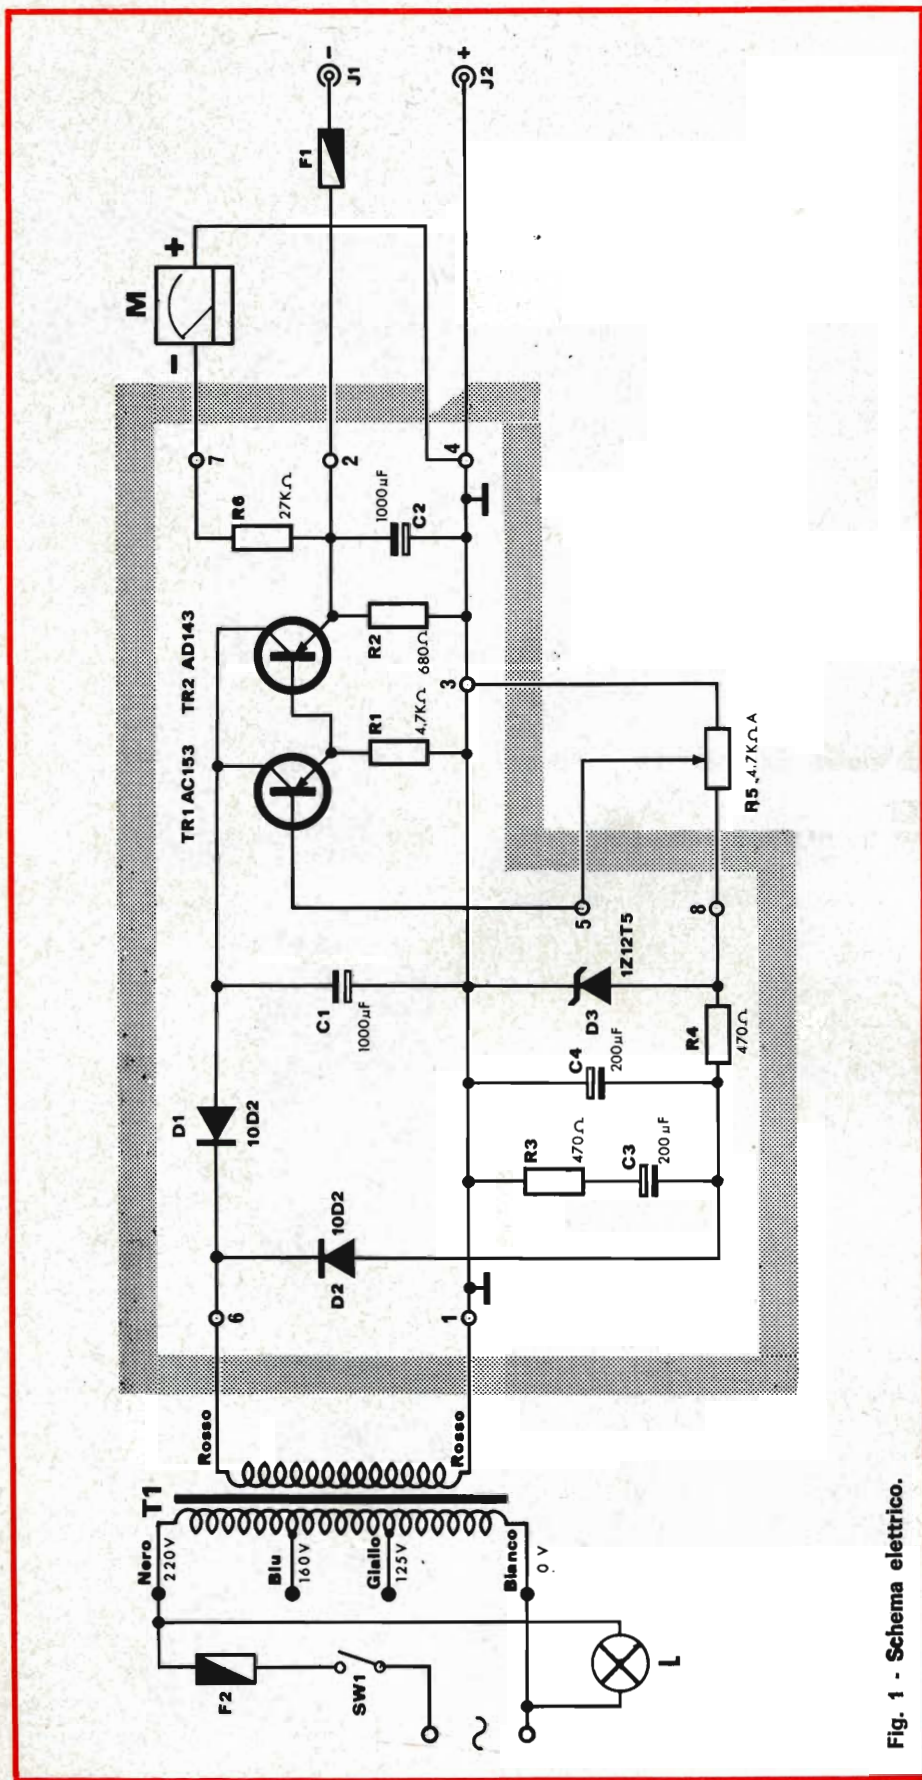 T1
Nero
220V
Blu
160V
Giallo
125V
Bianco
0 V
F2
SW1
~
L
Rosso
Rosso
6
1
D1
10D2
D2
10D2
R3
470Ω
C3
200 µF
C4
200µF
C1
1000µF
D3
1Z12T5
R4
470Ω
5
8
TR1 AC153
TR2 AD143
R1
4.7KΩ
R2
680Ω
R6
27KΩ
1000µF
C2
3
7
2
4
R5 4.7KΩ A
M
-
+
F1
-
J1
+
J2
Fig. 1 - Schema elettrico.